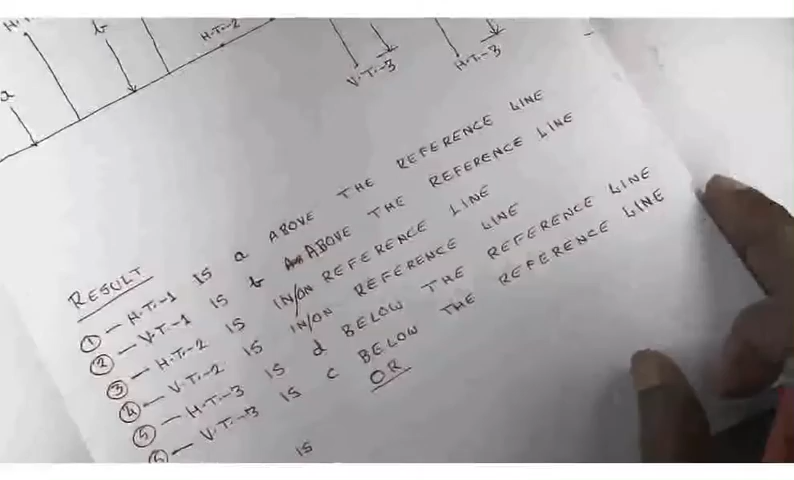 a
b
H.T.-2
V.T.-3
H.T.-3
RESULT
① — H.T.-1 IS a ABOVE THE REFERENCE LINE
② — V.T.-1 IS b ABOVE THE REFERENCE LINE
③ — H.T.-2 IS IN/ON REFERENCE LINE
④ — V.T.-2 IS IN/ON REFERENCE LINE
⑤ — H.T.-3 IS d BELOW THE REFERENCE LINE
⑥ — V.T.-3 IS c BELOW THE REFERENCE LINE
OR
IS